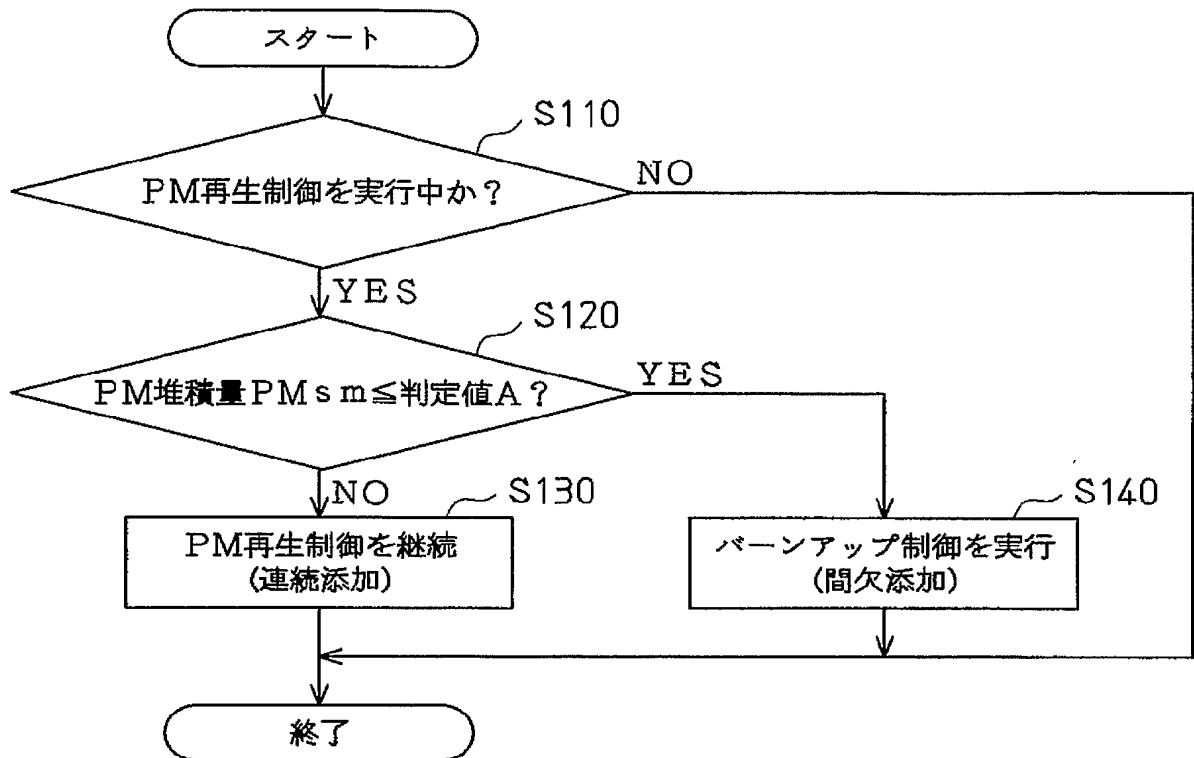 スタート
S110
PM再生制御を実行中か？
NO
YES
S120
PM堆積量PMsm≦判定値A？
YES
NO
S130
PM再生制御を継続
(連続添加)
S140
バーンアップ制御を実行
(間欠添加)
終了